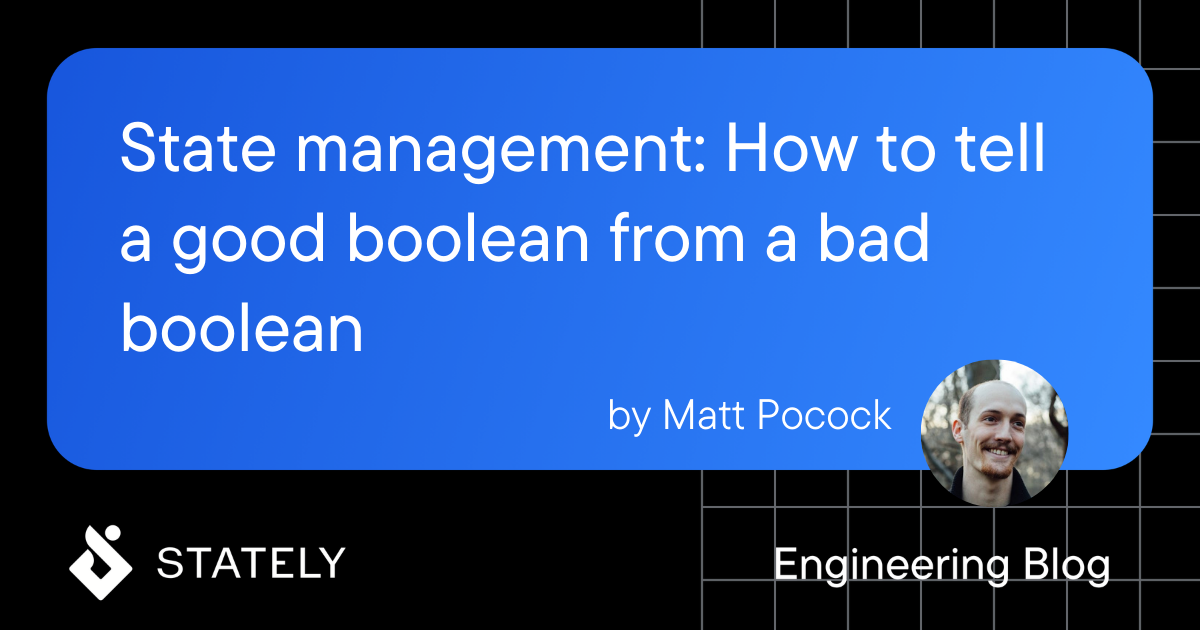 State management: How to tell
a good boolean from a bad
boolean
by Matt Pocock
STATELY
Engineering Blog